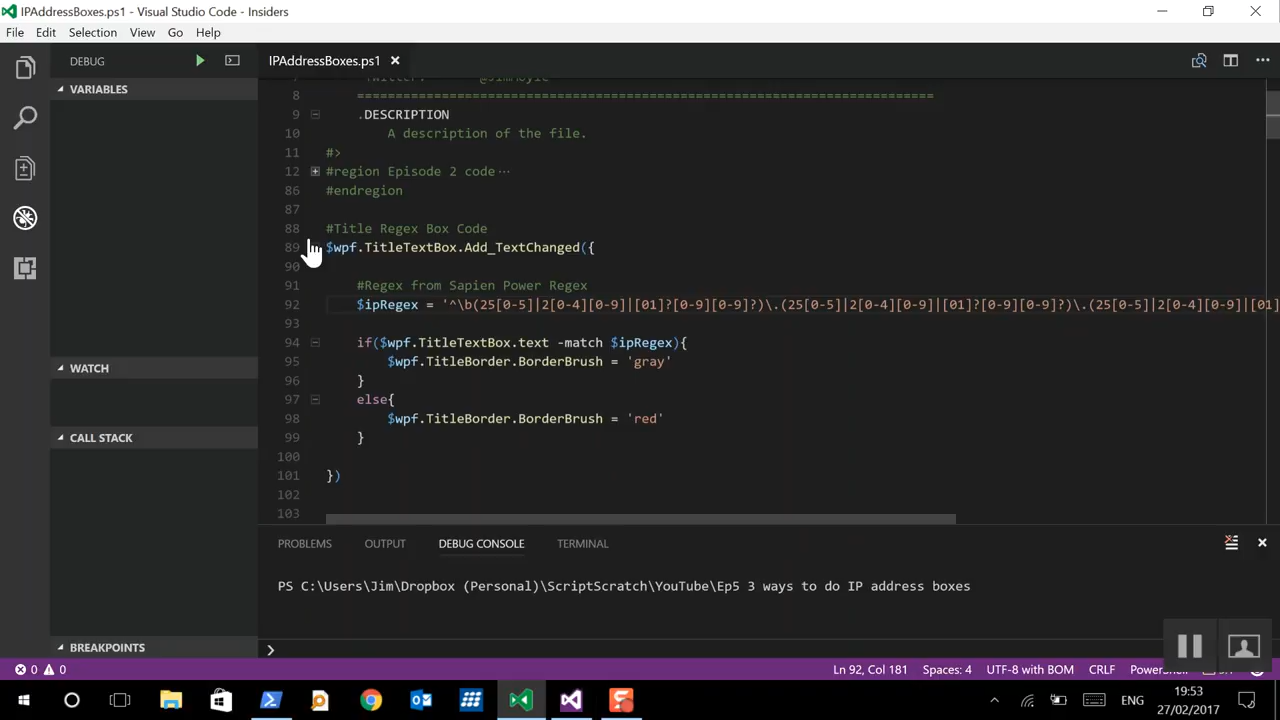 IPAddressBoxes.ps1 - Visual Studio Code - Insiders
File Edit Selection View Go Help
DEBUG
IPAddressBoxes.ps1
VARIABLES
8 ===========================================================================
9 .DESCRIPTION
10 A description of the file.
11 #>
12 #region Episode 2 code ...
86 #endregion
87
88 #Title Regex Box Code
89 $wpf.TitleTextBox.Add_TextChanged({
90
91 #Regex from Sapien Power Regex
92 $ipRegex = '^\b(25[0-5]|2[0-4][0-9]|[01]?[0-9][0-9]?)\.(25[0-5]|2[0-4][0-9]|[01]?[0-9][0-9]?)\.(25[0-5]|2[0-4][0-9]|[01]
93
94 if($wpf.TitleTextBox.text -match $ipRegex){
95 $wpf.TitleBorder.BorderBrush = 'gray'
96 }
97 else{
98 $wpf.TitleBorder.BorderBrush = 'red'
99 }
100
101 })
102
103
WATCH
CALL STACK
BREAKPOINTS
PROBLEMS OUTPUT DEBUG CONSOLE TERMINAL
PS C:\Users\Jim\Dropbox (Personal)\ScriptScratch\YouTube\Ep5 3 ways to do IP address boxes
0 0 Ln 92, Col 181 Spaces: 4 UTF-8 with BOM CRLF
ENG
19:53
27/02/2017